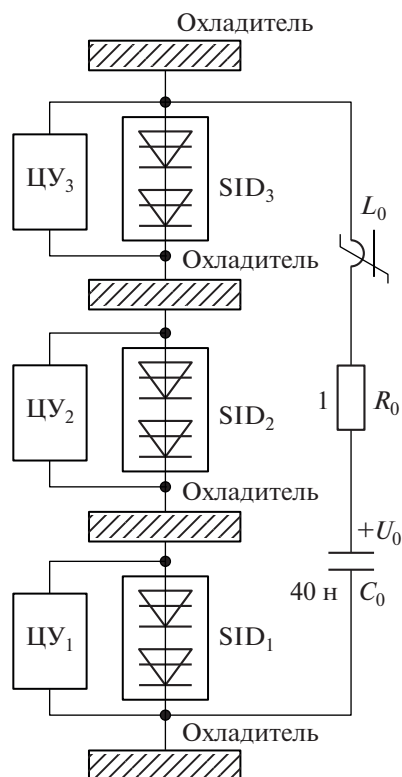 Охладитель
ЦУ₃
SID₃
L₀
Охладитель
ЦУ₂
SID₂
1
R₀
Охладитель
+U₀
40 н
C₀
ЦУ₁
SID₁
Охладитель